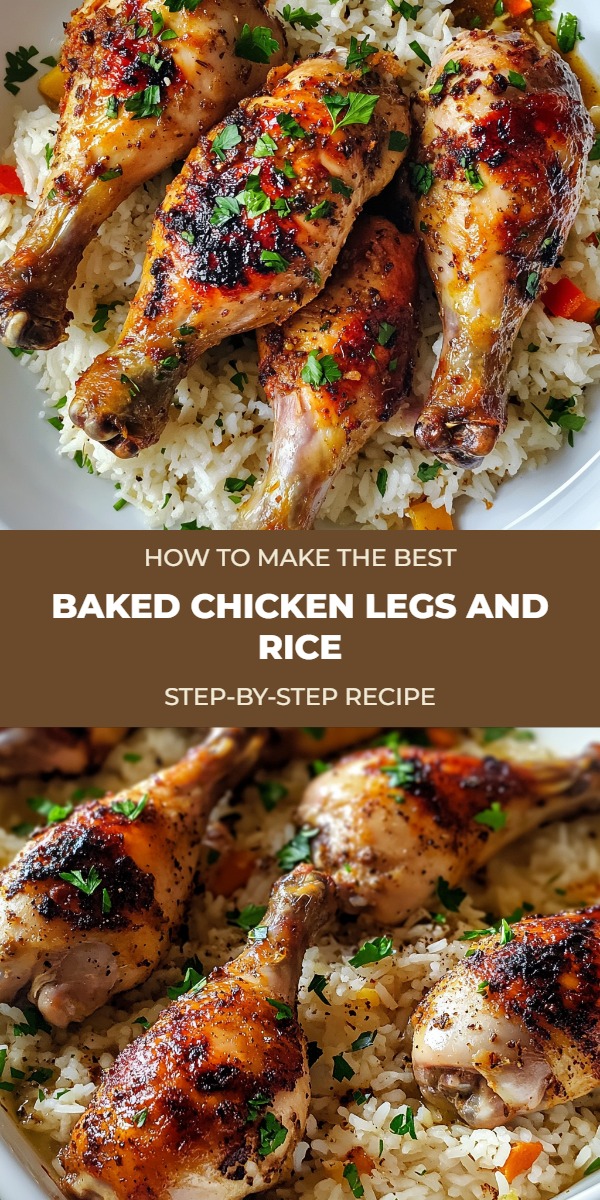 HOW TO MAKE THE BEST
BAKED CHICKEN LEGS AND
RICE
STEP-BY-STEP RECIPE